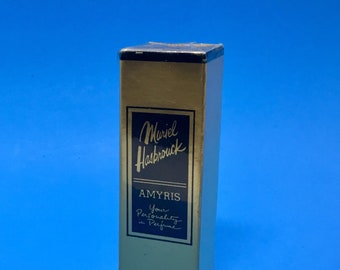 Muriel
Hasbrouck
AMYRIS
Your
Personality
in Perfume